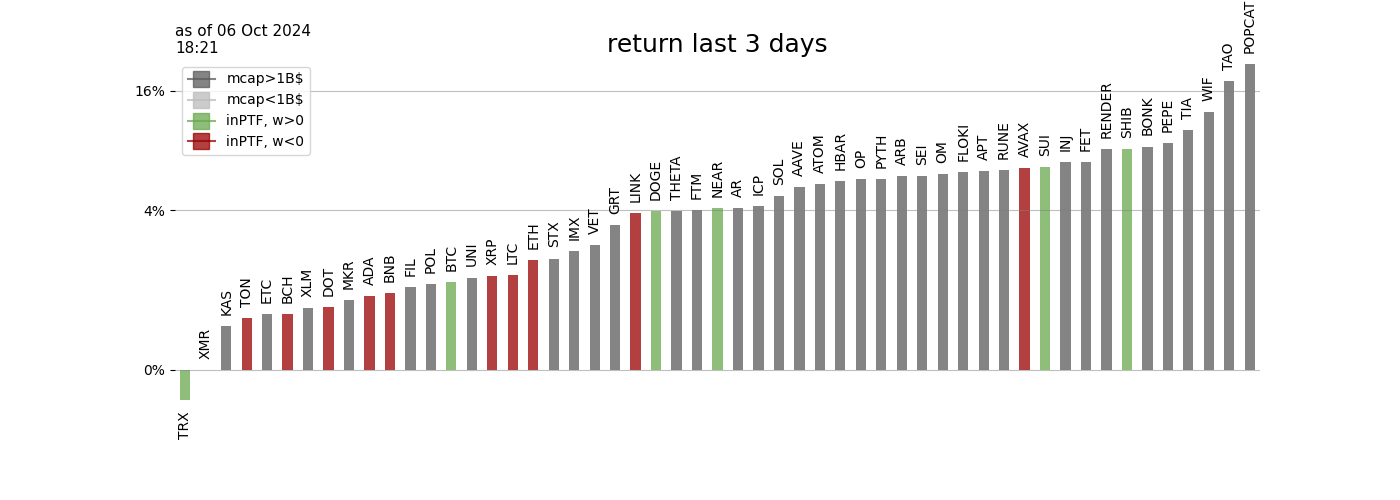 as of 06 Oct 2024
18:21
return last 3 days
mcap>1B$
mcap<1B$
inPTF, w>0
inPTF, w<0
16%
4%
0%
TRX
XMR
KAS
TON
ETC
BCH
XLM
DOT
MKR
ADA
BNB
FIL
POL
BTC
UNI
XRP
LTC
ETH
STX
IMX
VET
GRT
LINK
DOGE
THETA
FTM
NEAR
AR
ICP
SOL
AAVE
ATOM
HBAR
OP
PYTH
ARB
SEI
OM
FLOKI
APT
RUNE
AVAX
SUI
INJ
FET
RENDER
SHIB
BONK
PEPE
TIA
WIF
TAO
POPCAT